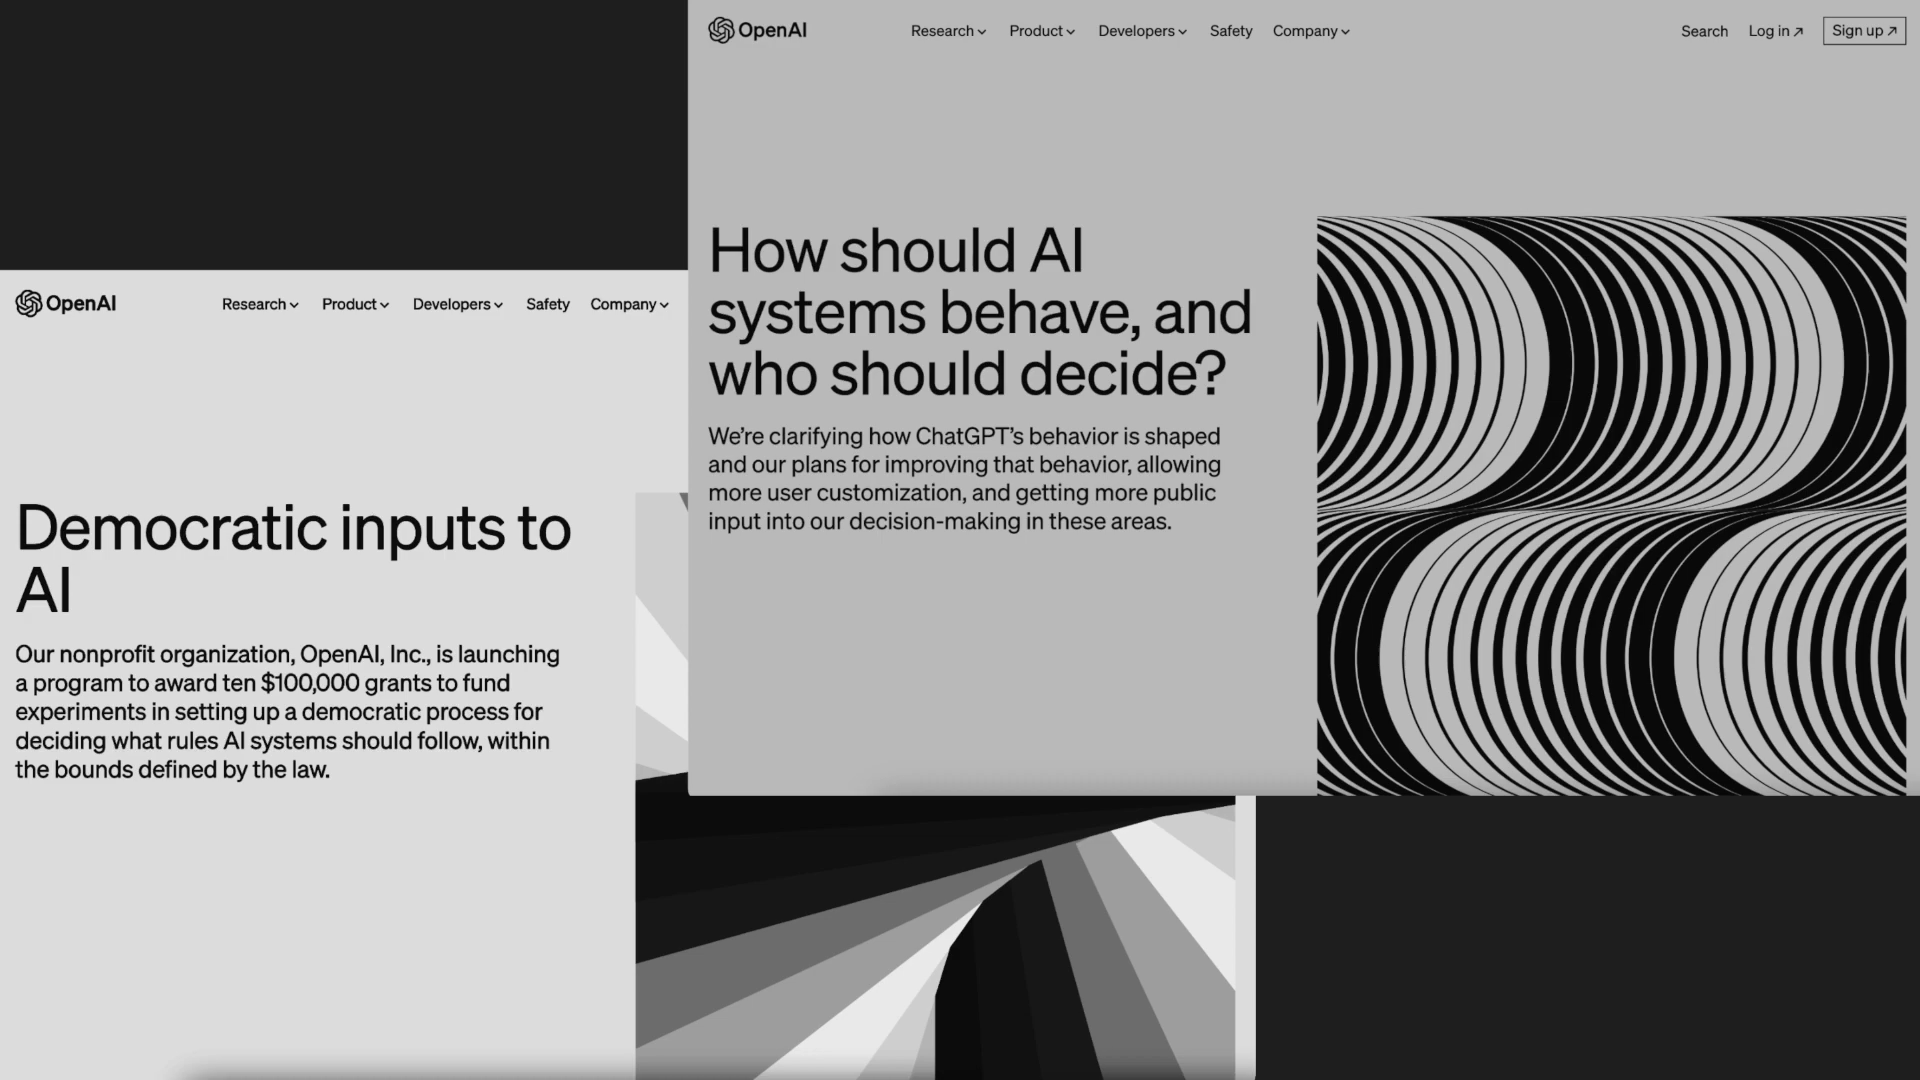 OpenAI
Research Product Developers Safety Company
Search Log in ↗ Sign up ↗
How should AI
systems behave, and
who should decide?
We’re clarifying how ChatGPT’s behavior is shaped
and our plans for improving that behavior, allowing
more user customization, and getting more public
input into our decision-making in these areas.
OpenAI
Research Product Developers Safety Company
Democratic inputs to
AI
Our nonprofit organization, OpenAI, Inc., is launching
a program to award ten $100,000 grants to fund
experiments in setting up a democratic process for
deciding what rules AI systems should follow, within
the bounds defined by the law.